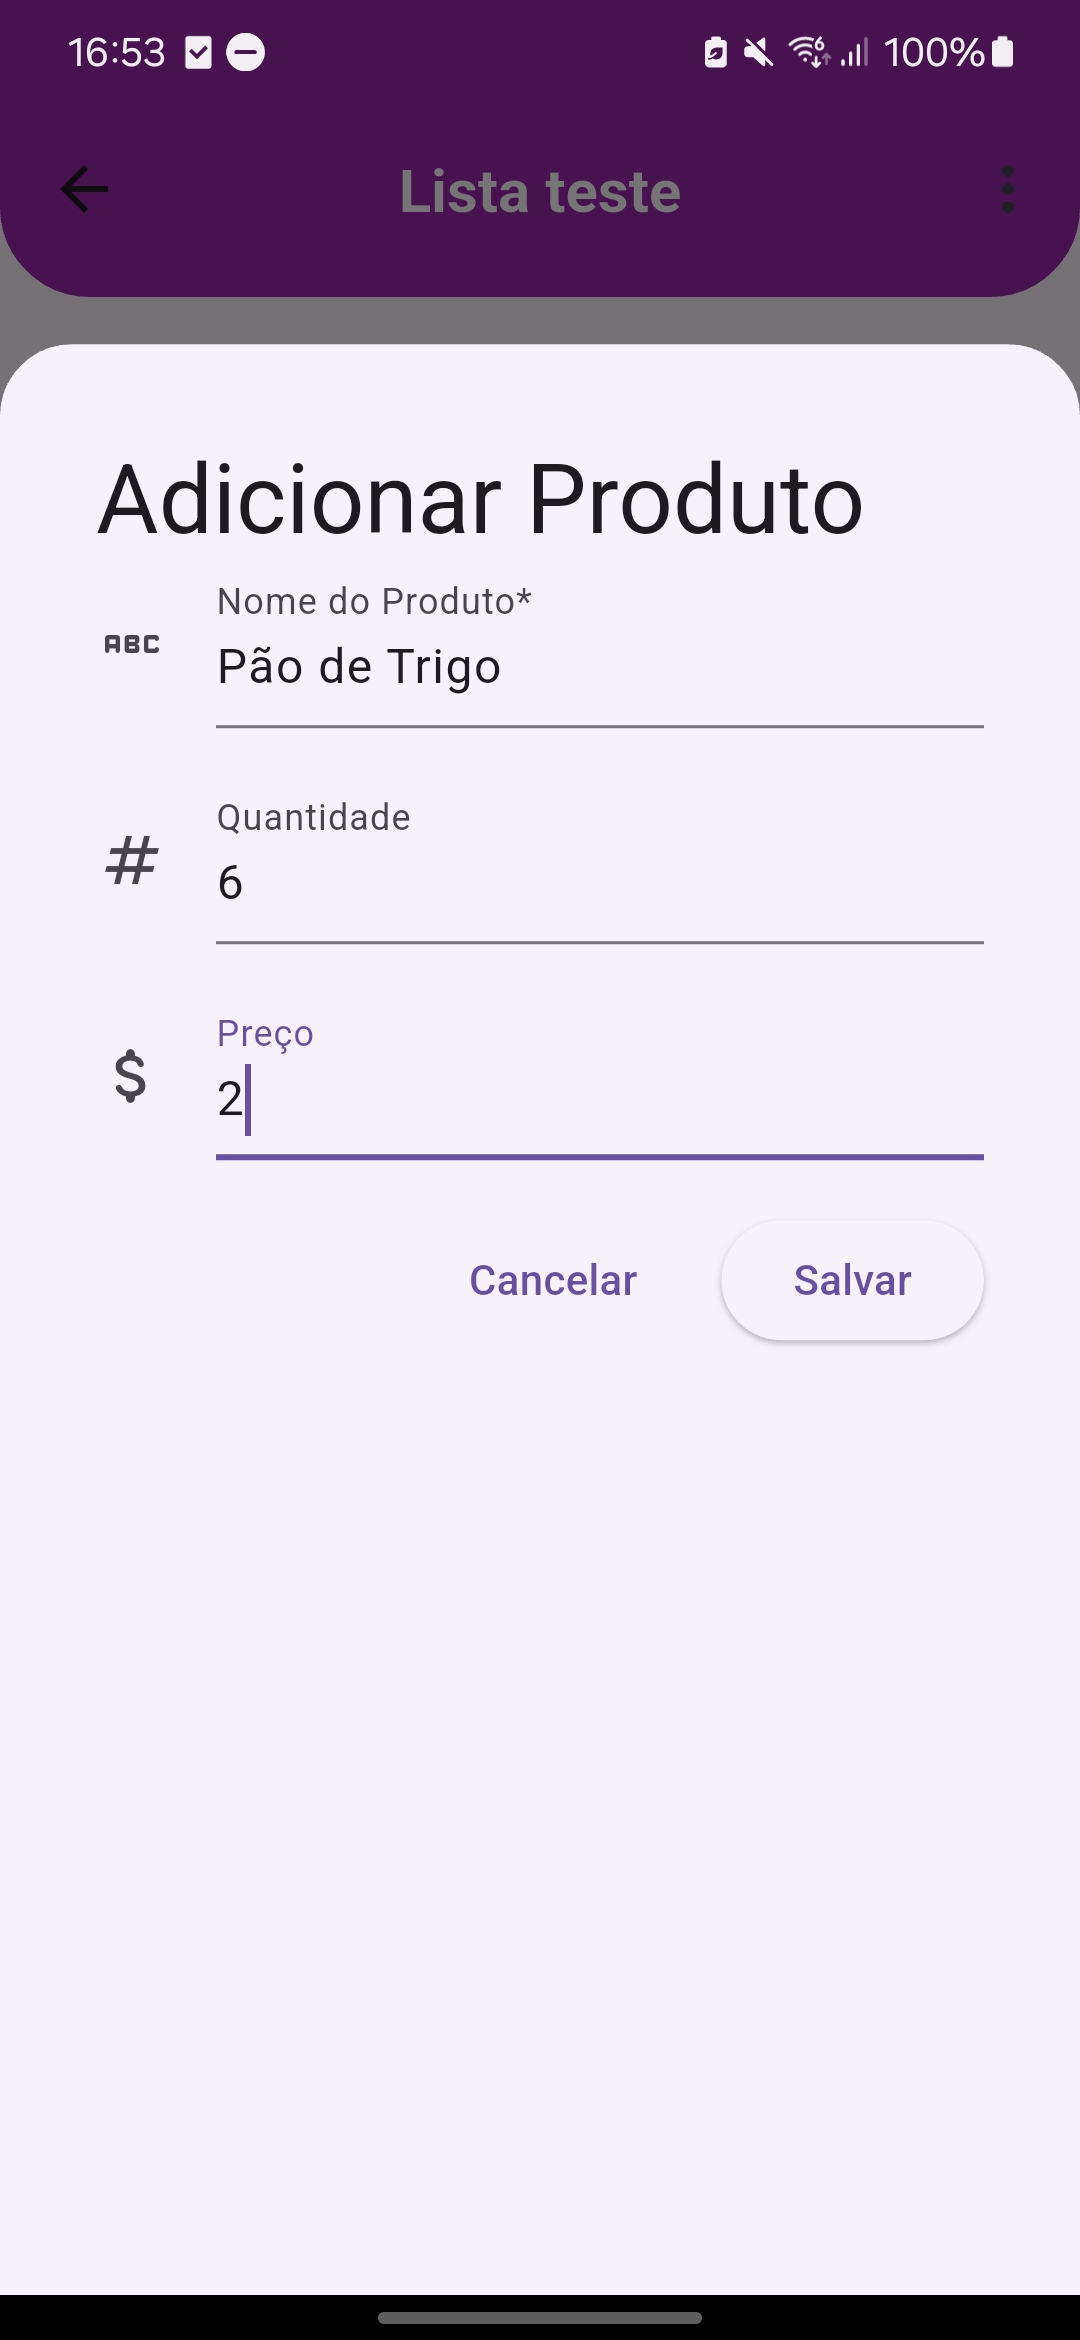 16:53
100%
Lista teste
Adicionar Produto
Nome do Produto*
ABC
Pão de Trigo
Quantidade
#
6
Preço
$
2
Cancelar
Salvar